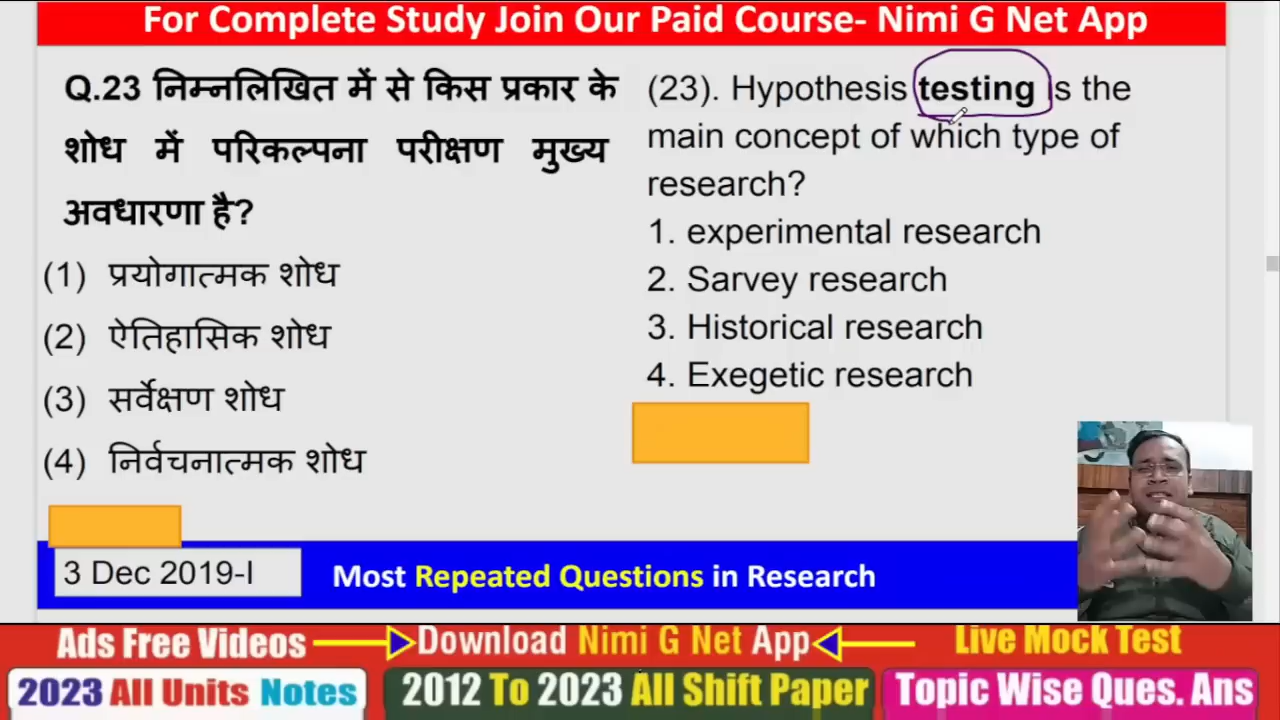 For Complete Study Join Our Paid Course- Nimi G Net App
Q.23 निम्नलिखित में से किस प्रकार के
शोध में परिकल्पना परीक्षण मुख्य
अवधारणा है?
(1) प्रयोगात्मक शोध
(2) ऐतिहासिक शोध
(3) सर्वेक्षण शोध
(4) निर्वचनात्मक शोध
(23). Hypothesis testing is the
main concept of which type of
research?
1. experimental research
2. Sarvey research
3. Historical research
4. Exegetic research
3 Dec 2019-I
Most Repeated Questions in Research
Ads Free Videos Download Nimi G Net App Live Mock Test
2023 All Units Notes 2012 To 2023 All Shift Paper Topic Wise Ques. Ans